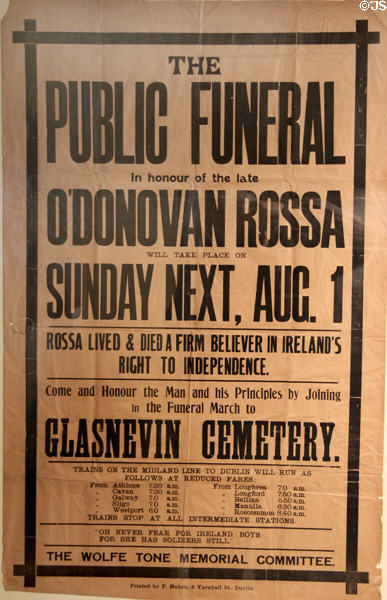 © JS
THE
PUBLIC FUNERAL
In honour of the late
O'DONOVAN ROSSA
WILL TAKE PLACE ON
SUNDAY NEXT, AUG. 1
ROSSA LIVED & DIED A FIRM BELIEVER IN IRELAND'S
RIGHT TO INDEPENDENCE.
Come and Honour the Man and his Principles by Joining
in the Funeral March to
GLASNEVIN CEMETERY.
TRAINS ON THE MIDLAND LINE TO DUBLIN WILL RUN AS
FOLLOWS AT REDUCED FARES:
From Athlone 7.30 a.m. From Loughrea 7.0 a.m.
" Cavan 7.30 a.m. " Longford 7.50 a.m.
" Galway 7.0 a.m. " Ballina 5.50 a.m.
" Sligo 7.0 a.m. " Manulla 6.30 a.m.
" Westport 6.0 a.m. " Roscommon 8.40 a.m.
TRAINS STOP AT ALL INTERMEDIATE STATIONS.
"OH NEVER FEAR FOR IRELAND, BOYS
FOR SHE HAS SOLDIERS STILL"
THE WOLFE TONE MEMORIAL COMMITTEE.
Printed by P. Mahon, 3 Yarnhall St., Dublin.